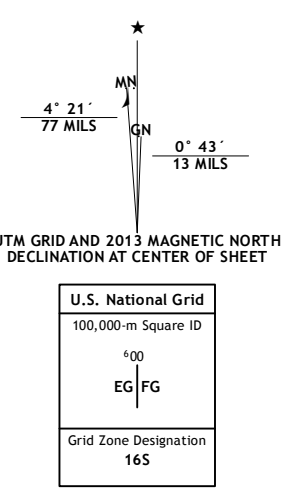 ★
MN
4° 21´
77 MILS
GN
0° 43´
13 MILS
UTM GRID AND 2013 MAGNETIC NORTH
DECLINATION AT CENTER OF SHEET
U.S. National Grid
100,000-m Square ID
⁶00
EG FG
Grid Zone Designation
16S